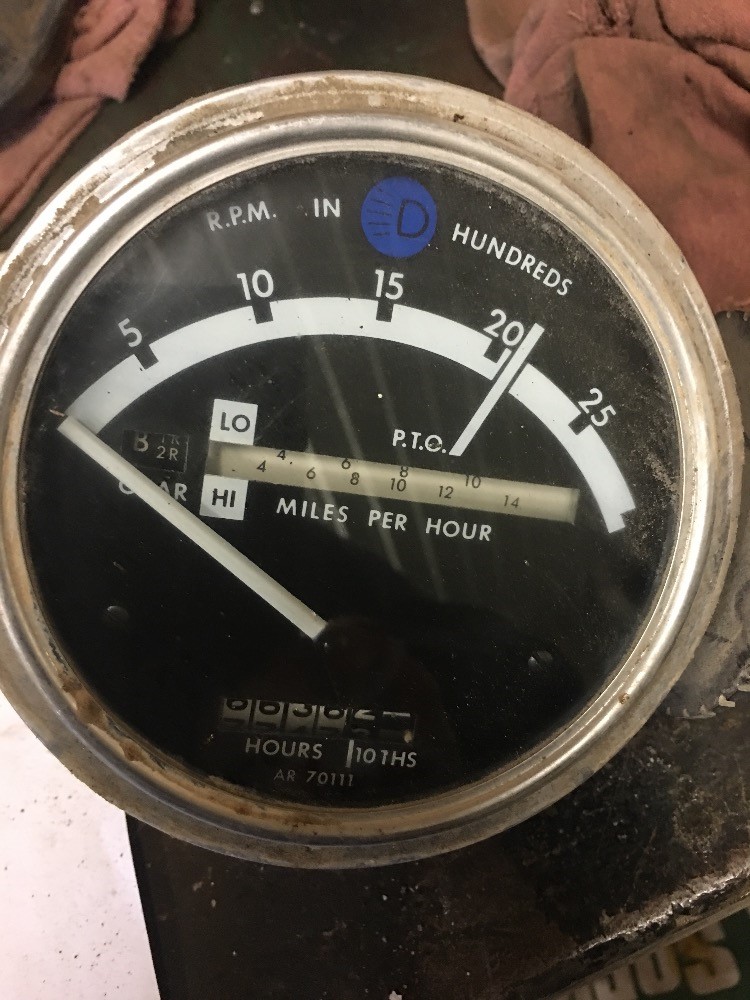 R.P.M. IN D HUNDREDS
5 10 15 20 25
LO
P.T.O.
1R
2R
4 6 8 10
4 6 8 10 12 14
HI
MILES PER HOUR
HOURS 10THS
AR 70111